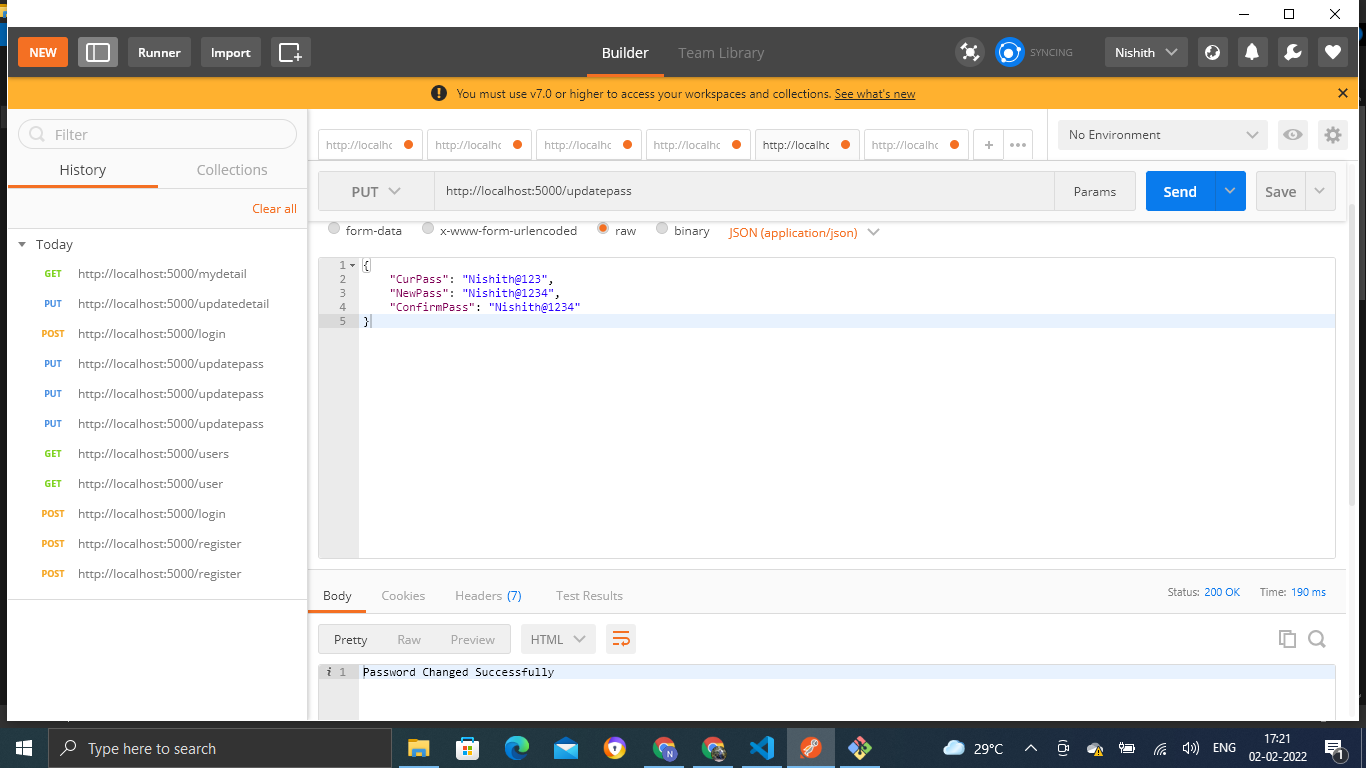 NEW
Runner
Import
Builder
Team Library
SYNCING
Nishith
You must use v7.0 or higher to access your workspaces and collections. See what's new
Filter
History
Collections
Clear all
Today
GET http://localhost:5000/mydetail
PUT http://localhost:5000/updatedetail
POST http://localhost:5000/login
PUT http://localhost:5000/updatepass
PUT http://localhost:5000/updatepass
PUT http://localhost:5000/updatepass
GET http://localhost:5000/users
GET http://localhost:5000/user
POST http://localhost:5000/login
POST http://localhost:5000/register
POST http://localhost:5000/register
http://localhc http://localhc http://localhc http://localhc http://localhc http://localhc + •••
No Environment
PUT http://localhost:5000/updatepass Params Send Save
form-data x-www-form-urlencoded raw binary JSON (application/json)
1 {
2 "CurPass": "Nishith@123",
3 "NewPass": "Nishith@1234",
4 "ConfirmPass": "Nishith@1234"
5 }
Body Cookies Headers (7) Test Results Status: 200 OK Time: 190 ms
Pretty Raw Preview HTML
i 1 Password Changed Successfully
Type here to search
N
29°C
ENG
17:21
02-02-2022
1